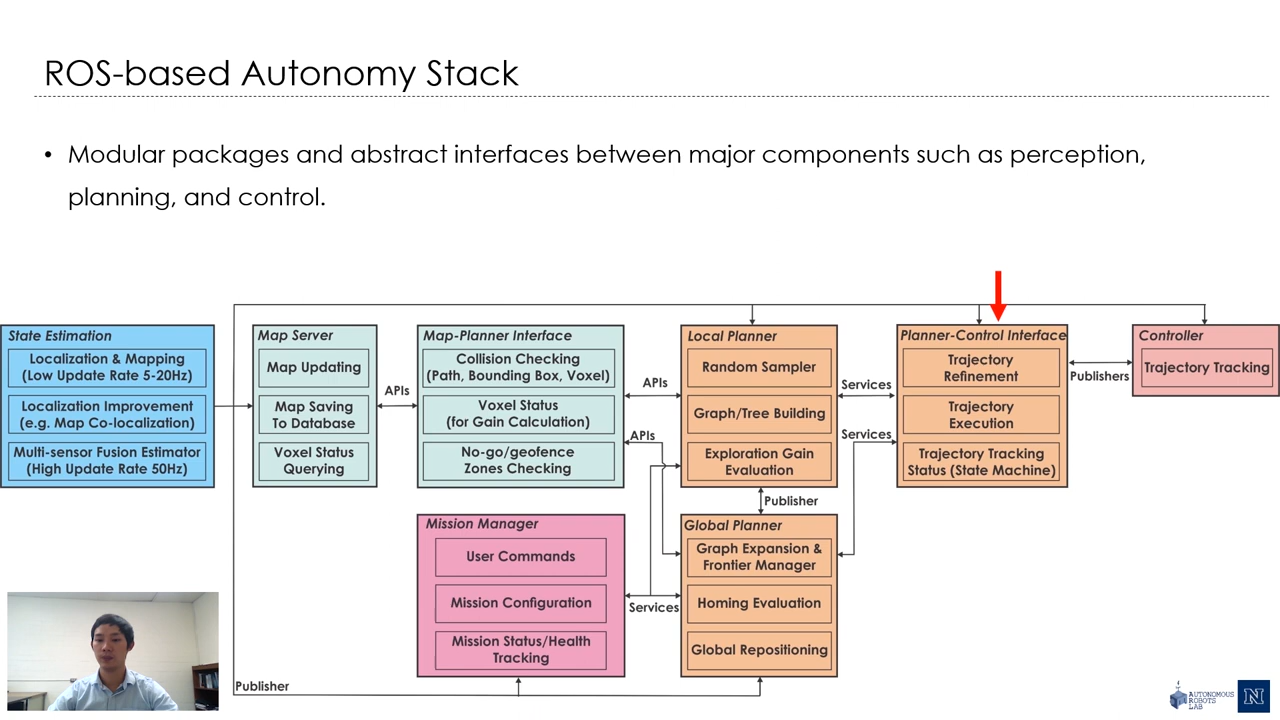 ROS-based Autonomy Stack
• Modular packages and abstract interfaces between major components such as perception,
planning, and control.
State Estimation
Localization & Mapping
(Low Update Rate 5-20Hz)
Localization Improvement
(e.g. Map Co-localization)
Multi-sensor Fusion Estimator
(High Update Rate 50Hz)
Map Server
Map Updating
Map Saving
To Database
Voxel Status
Querying
APIs
Map-Planner Interface
Collision Checking
(Path, Bounding Box, Voxel)
Voxel Status
(for Gain Calculation)
No-go/geofence
Zones Checking
APIs
APIs
Local Planner
Random Sampler
Graph/Tree Building
Exploration Gain
Evaluation
Services
Services
Planner-Control Interface
Trajectory
Refinement
Trajectory
Execution
Trajectory Tracking
Status (State Machine)
Publishers
Controller
Trajectory Tracking
Publisher
Mission Manager
User Commands
Mission Configuration
Mission Status/Health
Tracking
Services
Global Planner
Graph Expansion &
Frontier Manager
Homing Evaluation
Global Repositioning
Publisher
AUTONOMOUS
ROBOTS
LAB
N